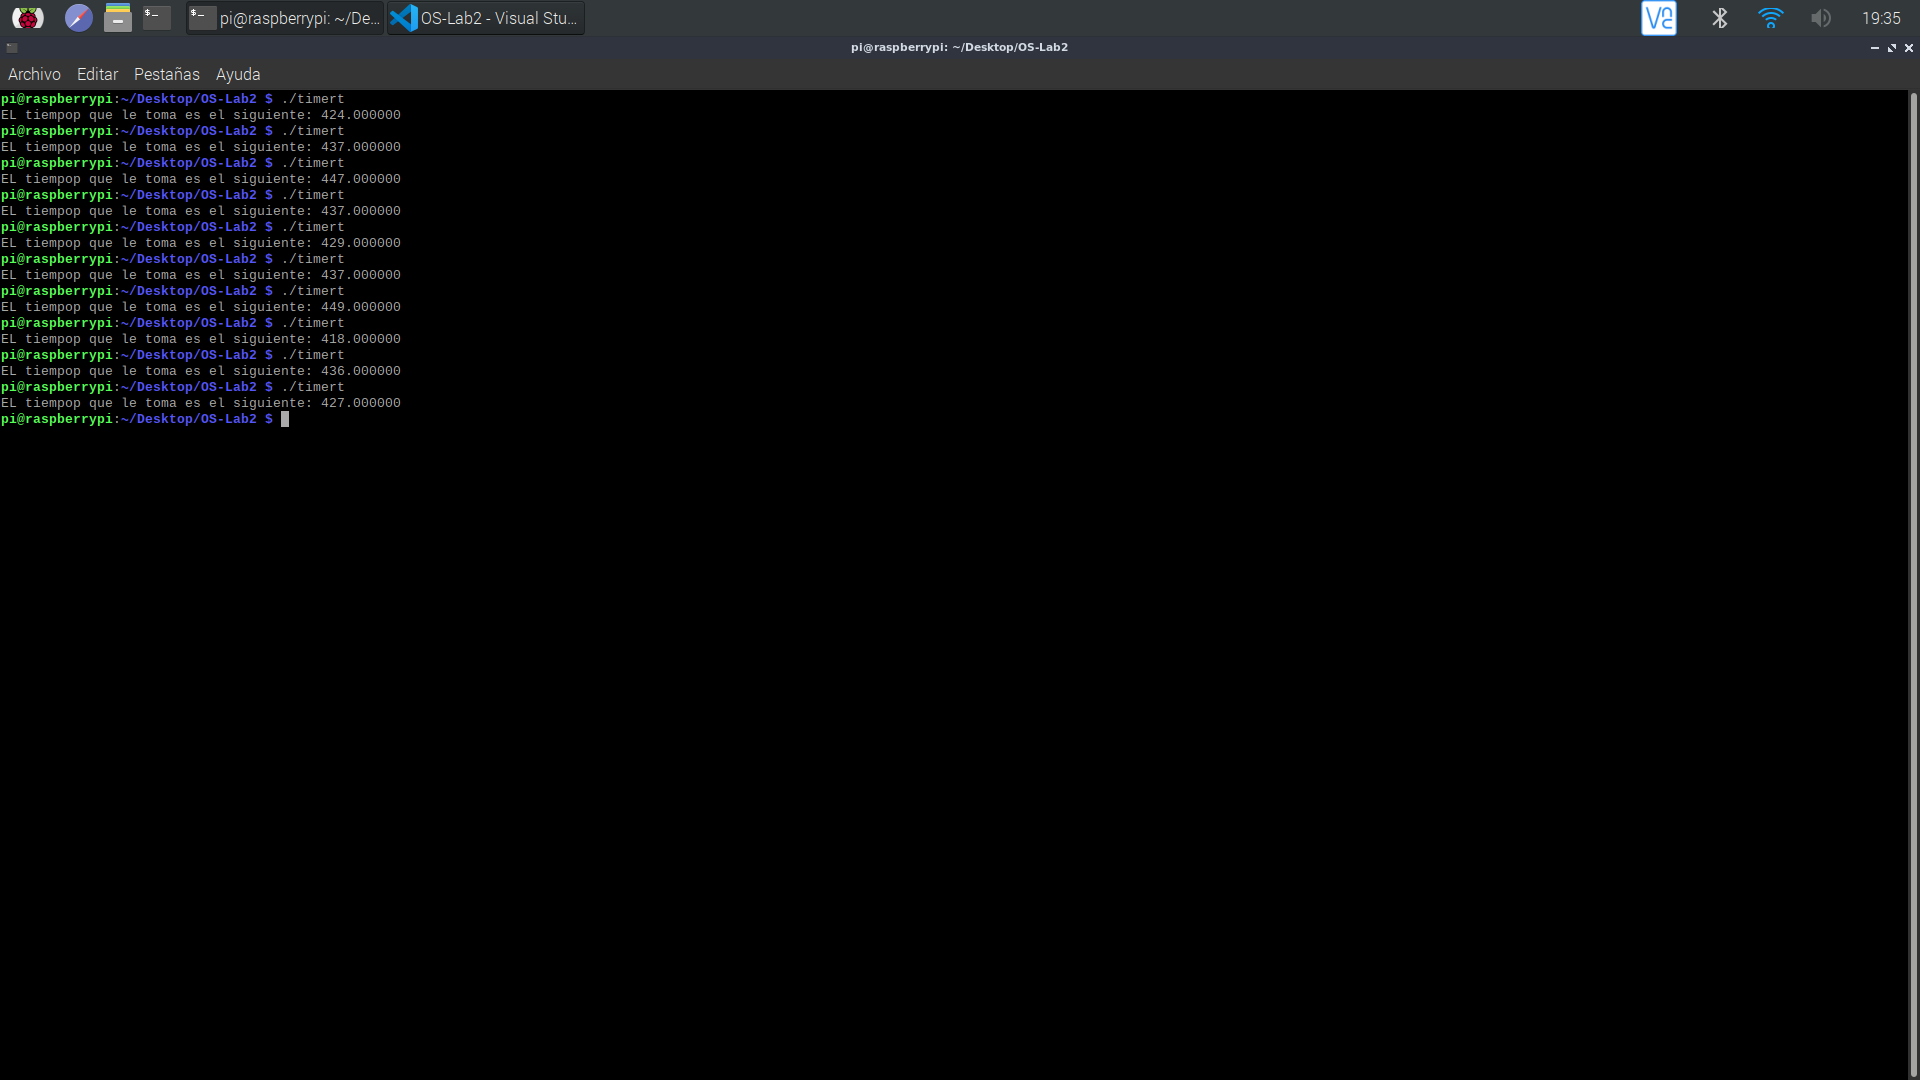 pi@raspberrypi: ~/De...
OS-Lab2 - Visual Stu...
19:35
pi@raspberrypi: ~/Desktop/OS-Lab2
Archivo Editar Pestañas Ayuda
pi@raspberrypi:~/Desktop/OS-Lab2 $ ./timert
EL tiempop que le toma es el siguiente: 424.000000
pi@raspberrypi:~/Desktop/OS-Lab2 $ ./timert
EL tiempop que le toma es el siguiente: 437.000000
pi@raspberrypi:~/Desktop/OS-Lab2 $ ./timert
EL tiempop que le toma es el siguiente: 447.000000
pi@raspberrypi:~/Desktop/OS-Lab2 $ ./timert
EL tiempop que le toma es el siguiente: 437.000000
pi@raspberrypi:~/Desktop/OS-Lab2 $ ./timert
EL tiempop que le toma es el siguiente: 429.000000
pi@raspberrypi:~/Desktop/OS-Lab2 $ ./timert
EL tiempop que le toma es el siguiente: 437.000000
pi@raspberrypi:~/Desktop/OS-Lab2 $ ./timert
EL tiempop que le toma es el siguiente: 449.000000
pi@raspberrypi:~/Desktop/OS-Lab2 $ ./timert
EL tiempop que le toma es el siguiente: 418.000000
pi@raspberrypi:~/Desktop/OS-Lab2 $ ./timert
EL tiempop que le toma es el siguiente: 436.000000
pi@raspberrypi:~/Desktop/OS-Lab2 $ ./timert
EL tiempop que le toma es el siguiente: 427.000000
pi@raspberrypi:~/Desktop/OS-Lab2 $